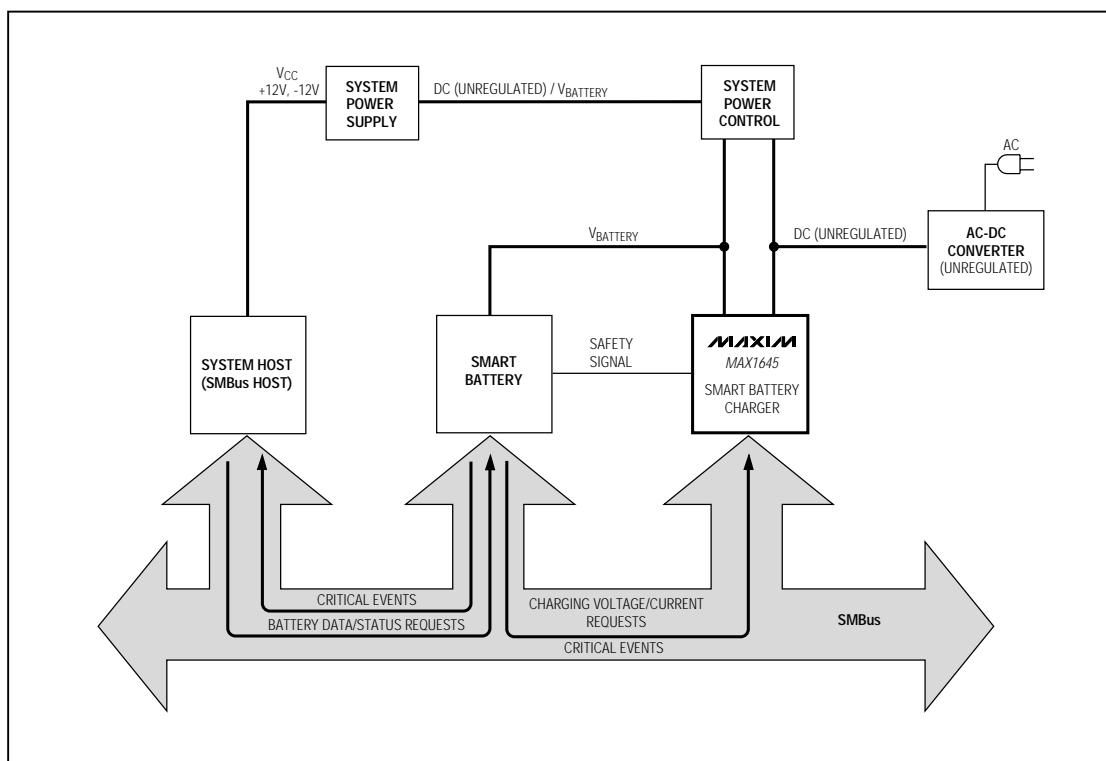 VCC
+12V, -12V
SYSTEM
POWER
SUPPLY
DC (UNREGULATED) / VBATTERY
SYSTEM
POWER
CONTROL
AC
AC-DC
CONVERTER
(UNREGULATED)
VBATTERY
DC (UNREGULATED)
SYSTEM HOST
(SMBus HOST)
SMART
BATTERY
SAFETY
SIGNAL
MAXIM
MAX1645
SMART BATTERY
CHARGER
CRITICAL EVENTS
BATTERY DATA/STATUS REQUESTS
CHARGING VOLTAGE/CURRENT
REQUESTS
CRITICAL EVENTS
SMBus